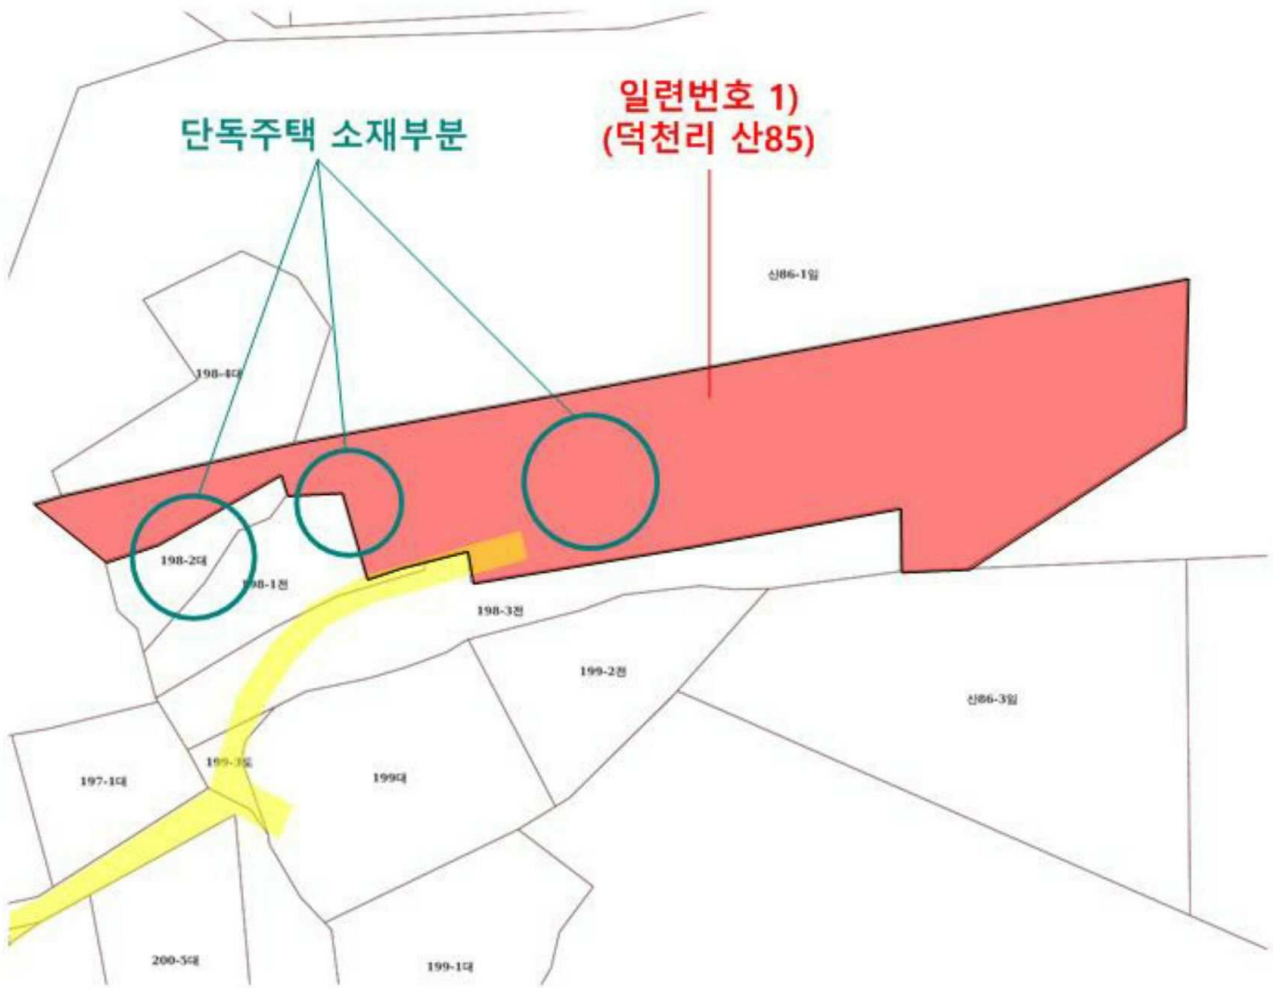 일련번호 1)
(덕천리 산85)
단독주택 소재부분
산86-1임
198-4대
198-2대
198-1전
198-3전
199-2전
산86-3임
199-3도
197-1대
199대
200-5대
199-1대